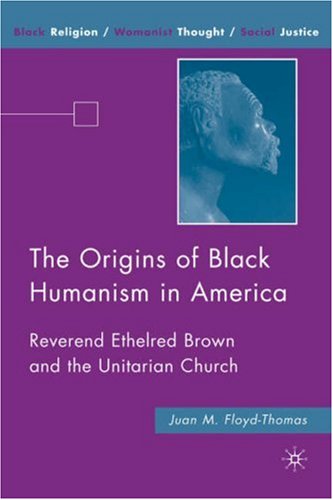 Black Religion / Womanist Thought / Social Justice
The Origins of Black
Humanism in America
Reverend Ethelred Brown
and the Unitarian Church
Juan M. Floyd-Thomas